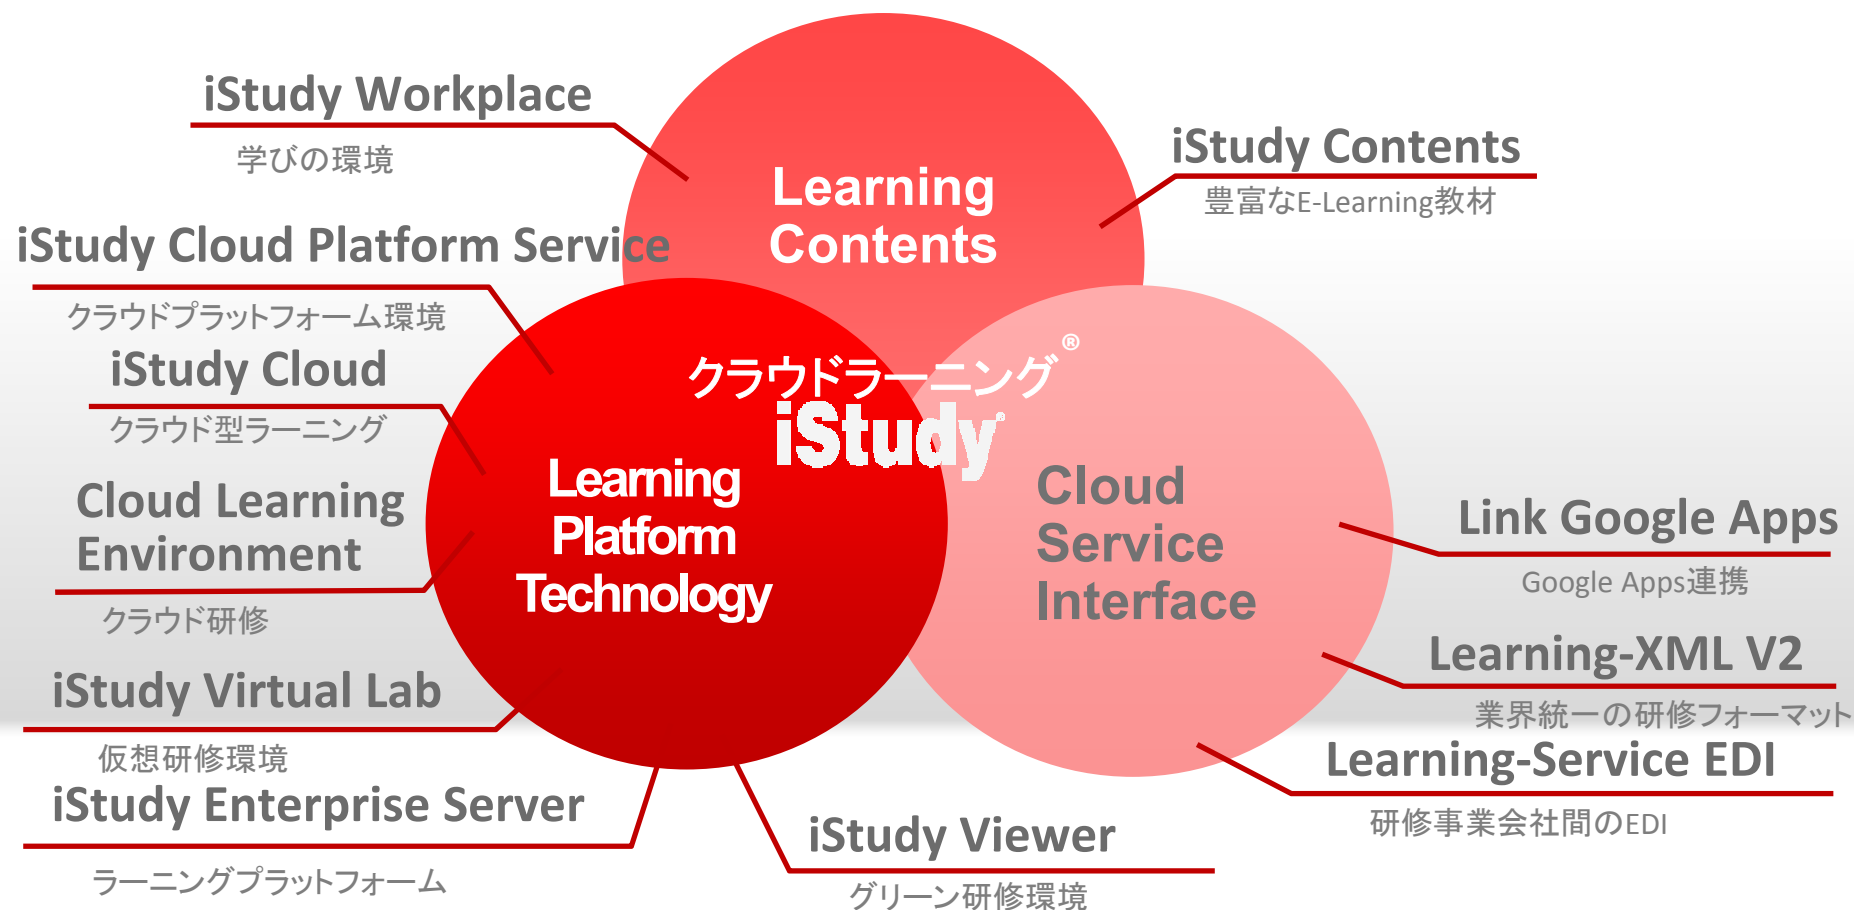 iStudy Workplace
学びの環境
iStudy Contents
豊富なE-Learning教材
Learning
Contents
iStudy Cloud Platform Service
クラウドプラットフォーム環境
iStudy Cloud
クラウド型ラーニング
クラウドラーニング®
iStudy®
Cloud Learning
Environment
クラウド研修
Learning
Platform
Technology
Cloud
Service
Interface
Link Google Apps
Google Apps連携
Learning-XML V2
業界統一の研修フォーマット
Learning-Service EDI
研修事業会社間のEDI
iStudy Virtual Lab
仮想研修環境
iStudy Enterprise Server
ラーニングプラットフォーム
iStudy Viewer
グリーン研修環境